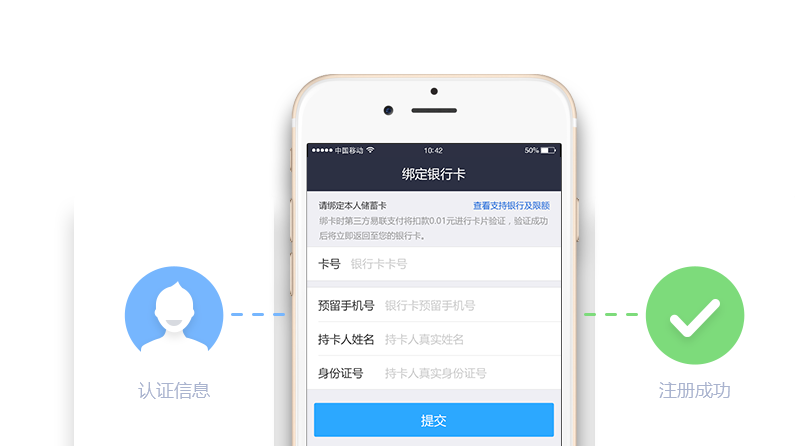 中国移动 10:42 50%
绑定银行卡
请绑定本人储蓄卡 查看支持银行及限额
绑卡时第三方易联支付将扣款0.01元进行卡片验证，验证成功
后将立即返回至您的银行卡。
卡号 银行卡卡号
预留手机号 银行卡预留手机号
持卡人姓名 持卡人真实姓名
身份证号 持卡人真实身份证号
认证信息 注册成功
提交